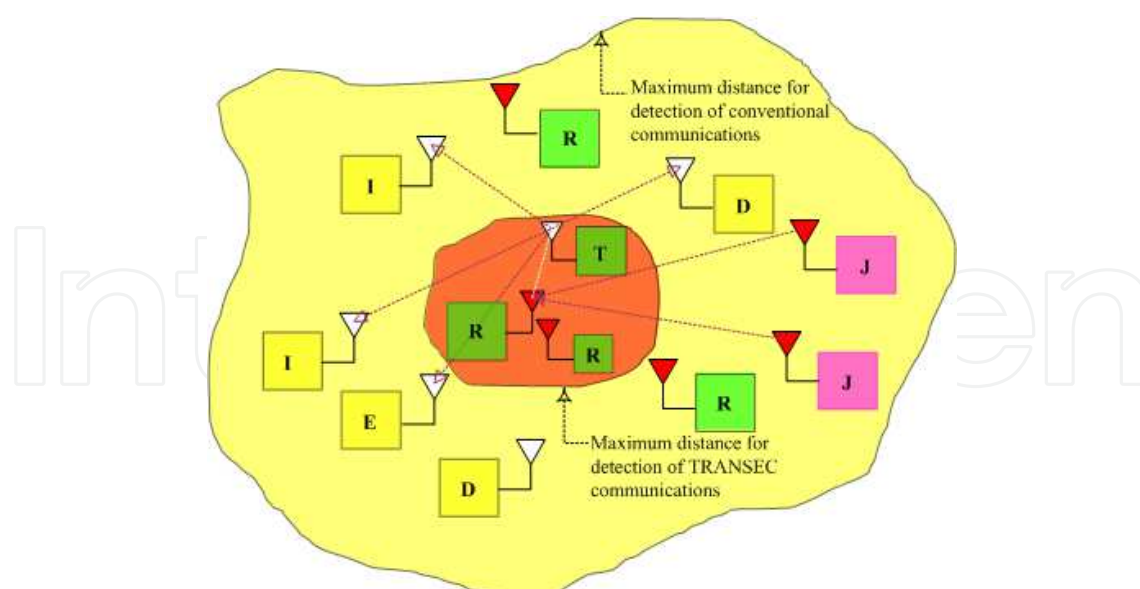 Maximum distance for
detection of conventional
communications
R
I
D
T
J
R
R
I
J
R
E
Maximum distance for
detection of TRANSEC
communications
D